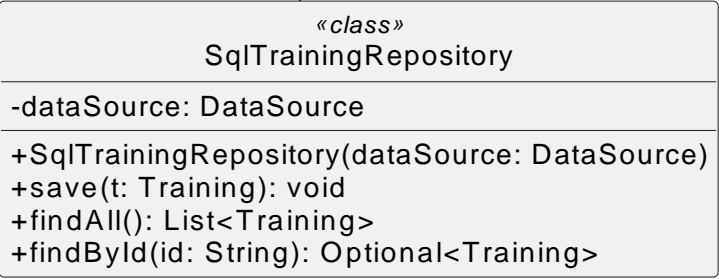 «class»
SqlTrainingRepository
-dataSource: DataSource
+SqlTrainingRepository(dataSource: DataSource)
+save(t: Training): void
+findAll(): List<Training>
+findById(id: String): Optional<Training>